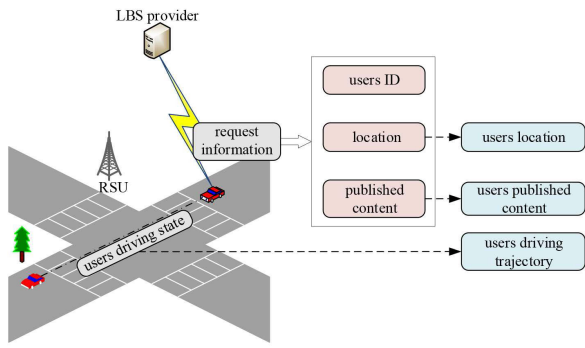 LBS provider
users ID
request
information
location
users location
RSU
published
content
users published
content
users driving state
users driving
trajectory